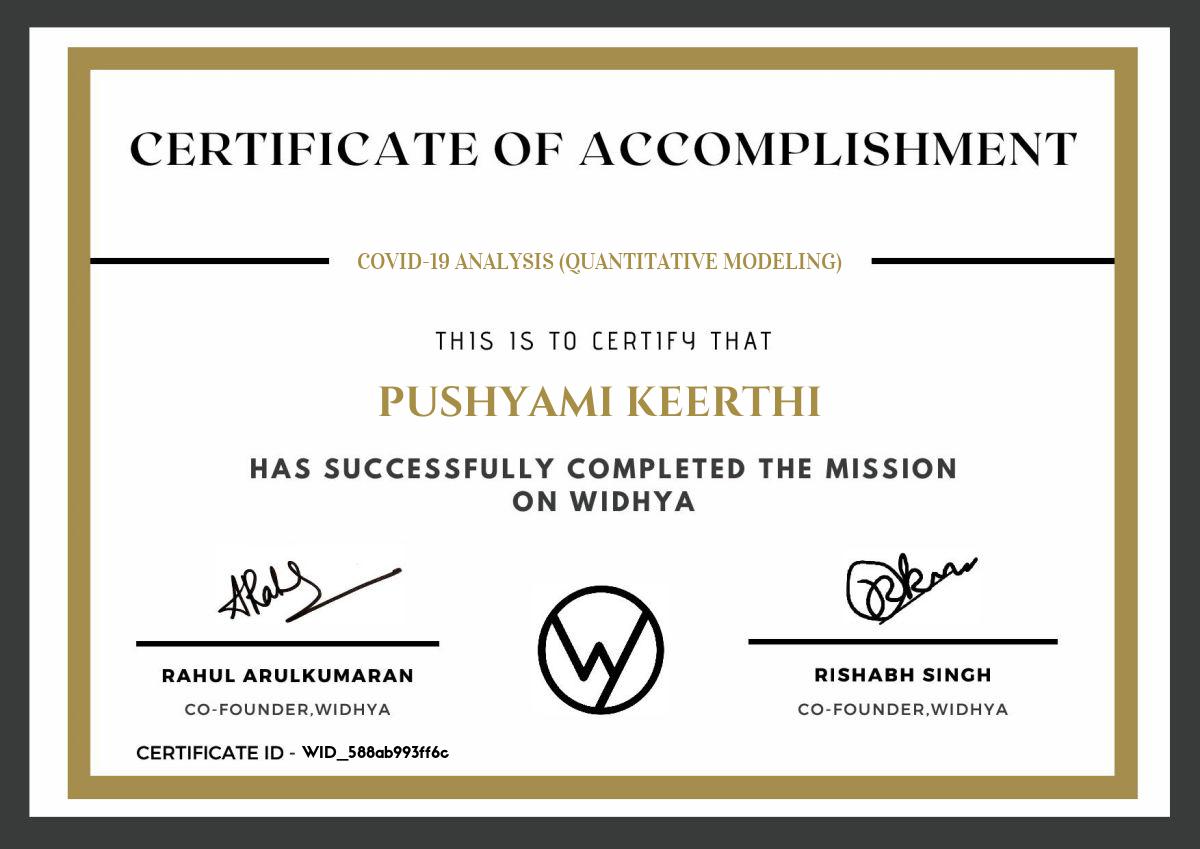 CERTIFICATE OF ACCOMPLISHMENT
COVID-19 ANALYSIS (QUANTITATIVE MODELING)
THIS IS TO CERTIFY THAT
PUSHYAMI KEERTHI
HAS SUCCESSFULLY COMPLETED THE MISSION
ON WIDHYA
RAHUL ARULKUMARAN
CO-FOUNDER,WIDHYA
RISHABH SINGH
CO-FOUNDER,WIDHYA
CERTIFICATE ID - WID_588ab993ff6c